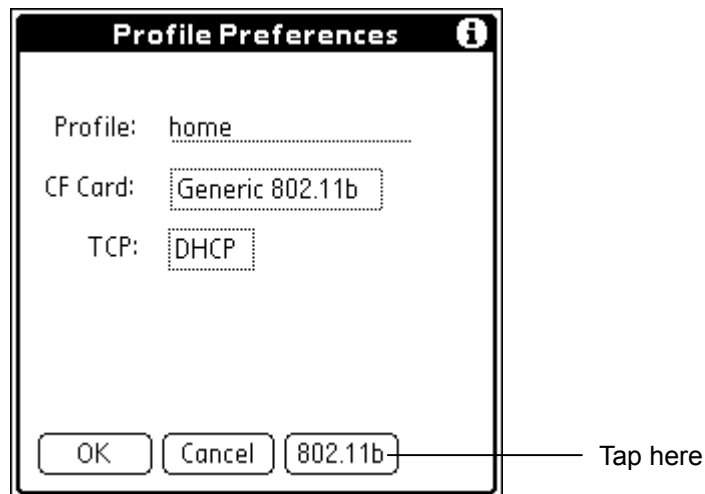 Profile Preferences
Profile: home
CF Card: Generic 802.11b
TCP: DHCP
OK Cancel 802.11b Tap here